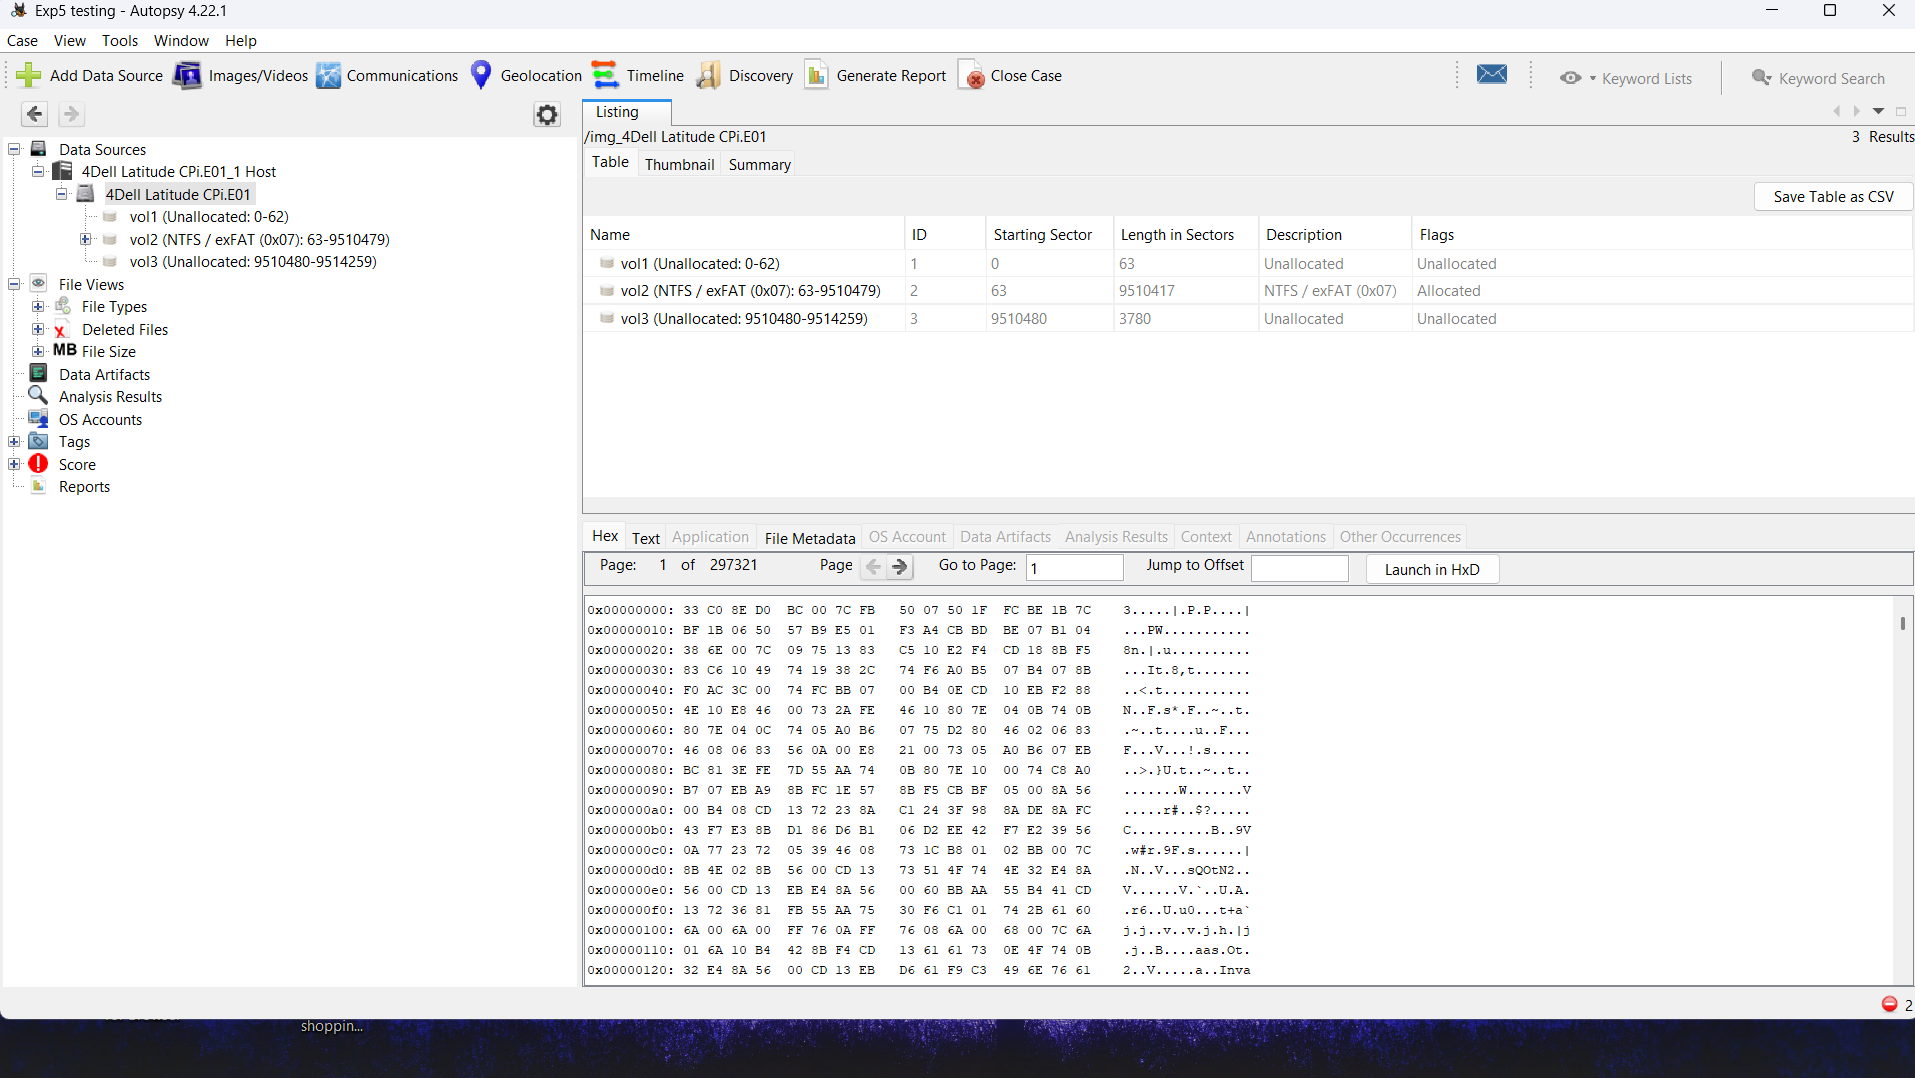 Exp5 testing - Autopsy 4.22.1
Case View Tools Window Help
Add Data Source Images/Videos Communications Geolocation Timeline Discovery Generate Report Close Case Keyword Lists Keyword Search
Listing
/img_4Dell Latitude CPi.E01 3 Results
Table Thumbnail Summary
Save Table as CSV
Data Sources
4Dell Latitude CPi.E01_1 Host
4Dell Latitude CPi.E01
vol1 (Unallocated: 0-62)
vol2 (NTFS / exFAT (0x07): 63-9510479)
vol3 (Unallocated: 9510480-9514259)
File Views
File Types
Deleted Files
MB File Size
Data Artifacts
Analysis Results
OS Accounts
Tags
Score
Reports
Name ID Starting Sector Length in Sectors Description Flags
vol1 (Unallocated: 0-62) 1 0 63 Unallocated Unallocated
vol2 (NTFS / exFAT (0x07): 63-9510479) 2 63 9510417 NTFS / exFAT (0x07) Allocated
vol3 (Unallocated: 9510480-9514259) 3 9510480 3780 Unallocated Unallocated
Hex Text Application File Metadata OS Account Data Artifacts Analysis Results Context Annotations Other Occurrences
Page: 1 of 297321 Page Go to Page: 1 Jump to Offset Launch in HxD
0x00000000: 33 C0 8E D0 BC 00 7C FB 50 07 50 1F FC BE 1B 7C 3.....|.P.P....|
0x00000010: BF 1B 06 50 57 B9 E5 01 F3 A4 CB BD BE 07 B1 04 ...PW...........
0x00000020: 38 6E 00 7C 09 75 13 83 C5 10 E2 F4 CD 18 8B F5 8n.|.u..........
0x00000030: 83 C6 10 49 74 19 38 2C 74 F6 A0 B5 07 B4 07 8B ...It.8,t.......
0x00000040: F0 AC 3C 00 74 FC BB 07 00 B4 0E CD 10 EB F2 88 ..<.t...........
0x00000050: 4E 10 E8 46 00 73 2A FE 46 10 80 7E 04 0B 74 0B N..F.s*.F..~..t.
0x00000060: 80 7E 04 0C 74 05 A0 B6 07 75 D2 80 46 02 06 83 .~..t....u..F...
0x00000070: 46 08 06 83 56 0A 00 E8 21 00 73 05 A0 B6 07 EB F...V...!.s.....
0x00000080: BC 81 3E FE 7D 55 AA 74 0B 80 7E 10 00 74 C8 A0 ..>.}U.t..~..t..
0x00000090: B7 07 EB A9 8B FC 1E 57 8B F5 CB BF 05 00 8A 56 .......W.......V
0x000000a0: 00 B4 08 CD 13 72 23 8A C1 24 3F 98 8A DE 8A FC .....r#..$?.....
0x000000b0: 43 F7 E3 8B D1 86 D6 B1 06 D2 EE 42 F7 E2 39 56 C..........B..9V
0x000000c0: 0A 77 23 72 05 39 46 08 73 1C B8 01 02 BB 00 7C .w#r.9F.s......|
0x000000d0: 8B 4E 02 8B 56 00 CD 13 73 51 4F 74 4E 32 E4 8A .N..V...sQOtN2..
0x000000e0: 56 00 CD 13 EB E4 8A 56 00 60 BB AA 55 B4 41 CD V......V.`..U.A.
0x000000f0: 13 72 36 81 FB 55 AA 75 30 F6 C1 01 74 2B 61 60 .r6..U.u0...t+a`
0x00000100: 6A 00 6A 00 FF 76 0A FF 76 08 6A 00 68 00 7C 6A j.j..v..v.j.h.|j
0x00000110: 01 6A 10 B4 42 8B F4 CD 13 61 61 73 0E 4F 74 0B .j..B....aas.Ot.
0x00000120: 32 E4 8A 56 00 CD 13 EB D6 61 F9 C3 49 6E 76 61 2..V.....a..Inva
2
shoppin...